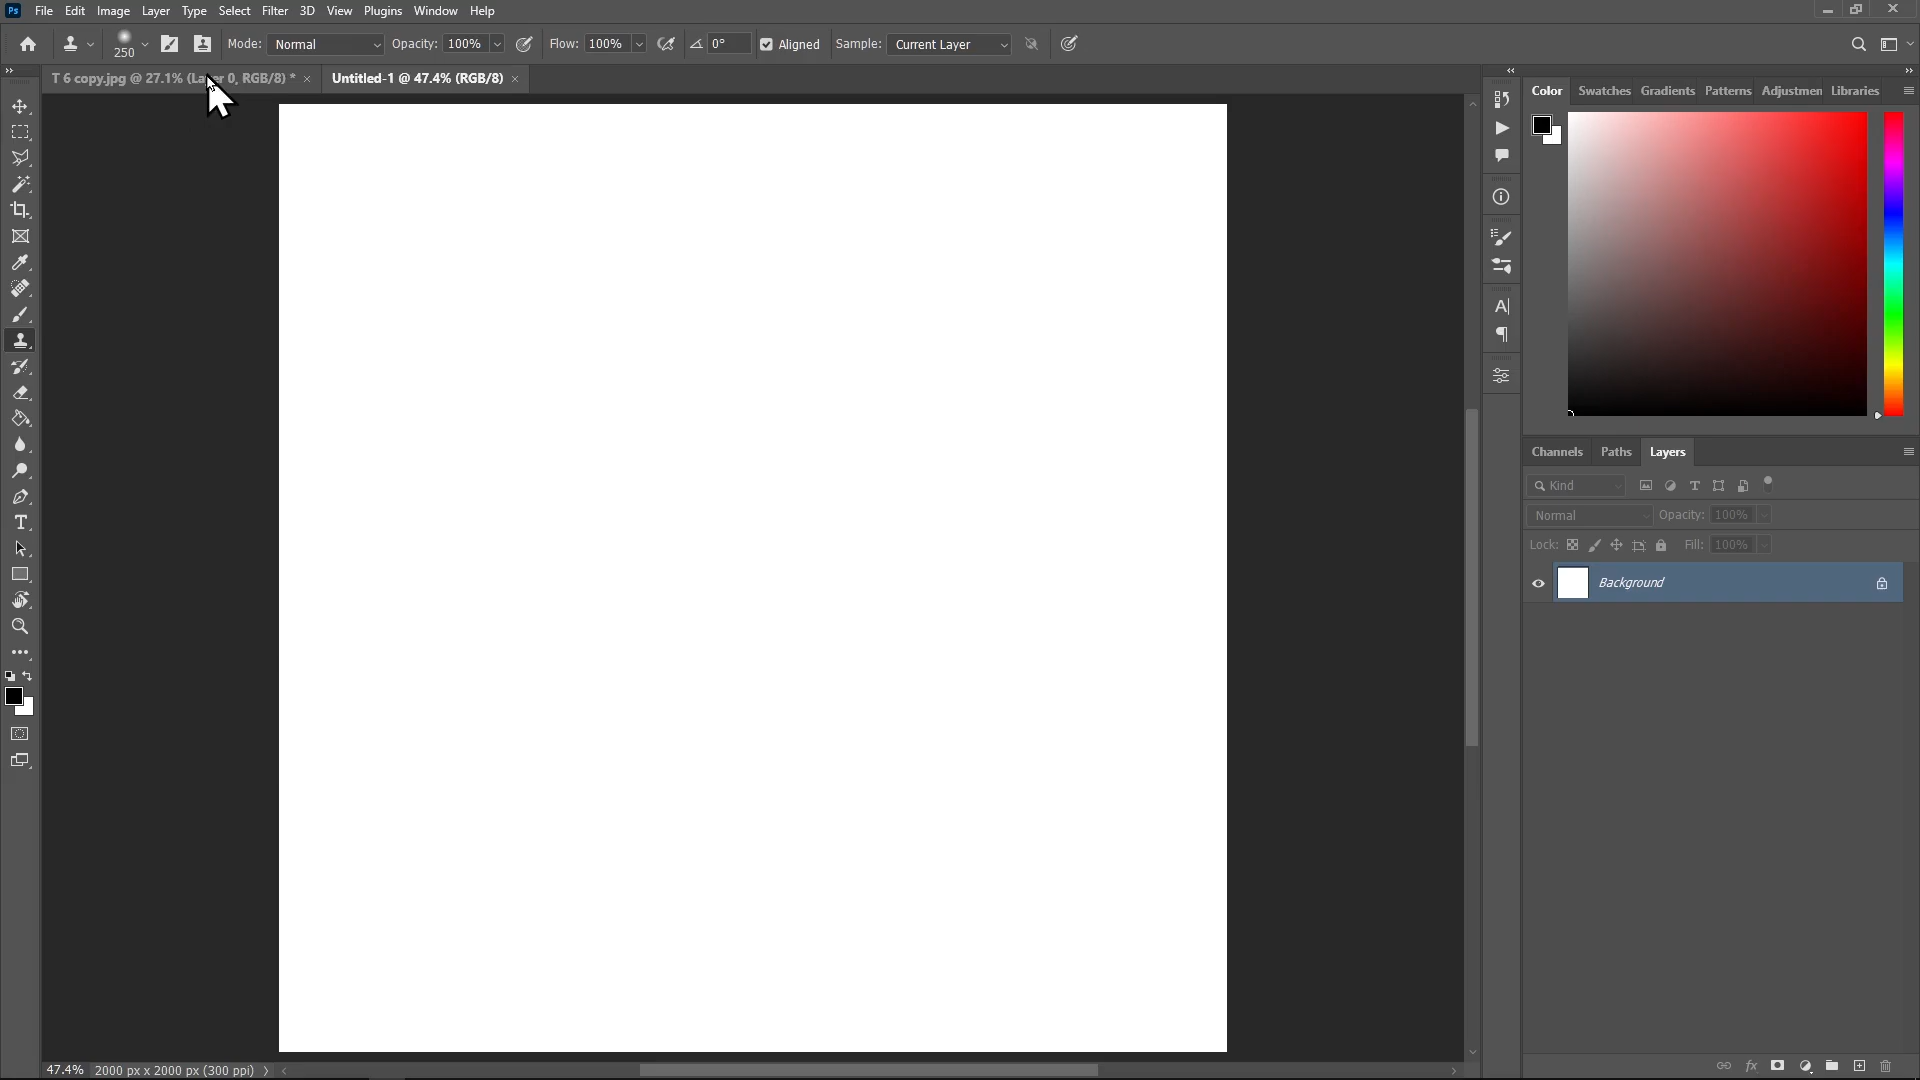 Ps File Edit Image Layer Type Select Filter 3D View Plugins Window Help
250 Mode: Normal Opacity: 100% Flow: 100% 0° Aligned Sample: Current Layer
T 6 copy.jpg @ 27.1% (Layer 0, RGB/8) * × Untitled-1 @ 47.4% (RGB/8) ×
Color Swatches Gradients Patterns Adjustmen Libraries
Channels Paths Layers
Kind
Normal Opacity: 100%
Lock: Fill: 100%
Background
47.4% 2000 px x 2000 px (300 ppi)